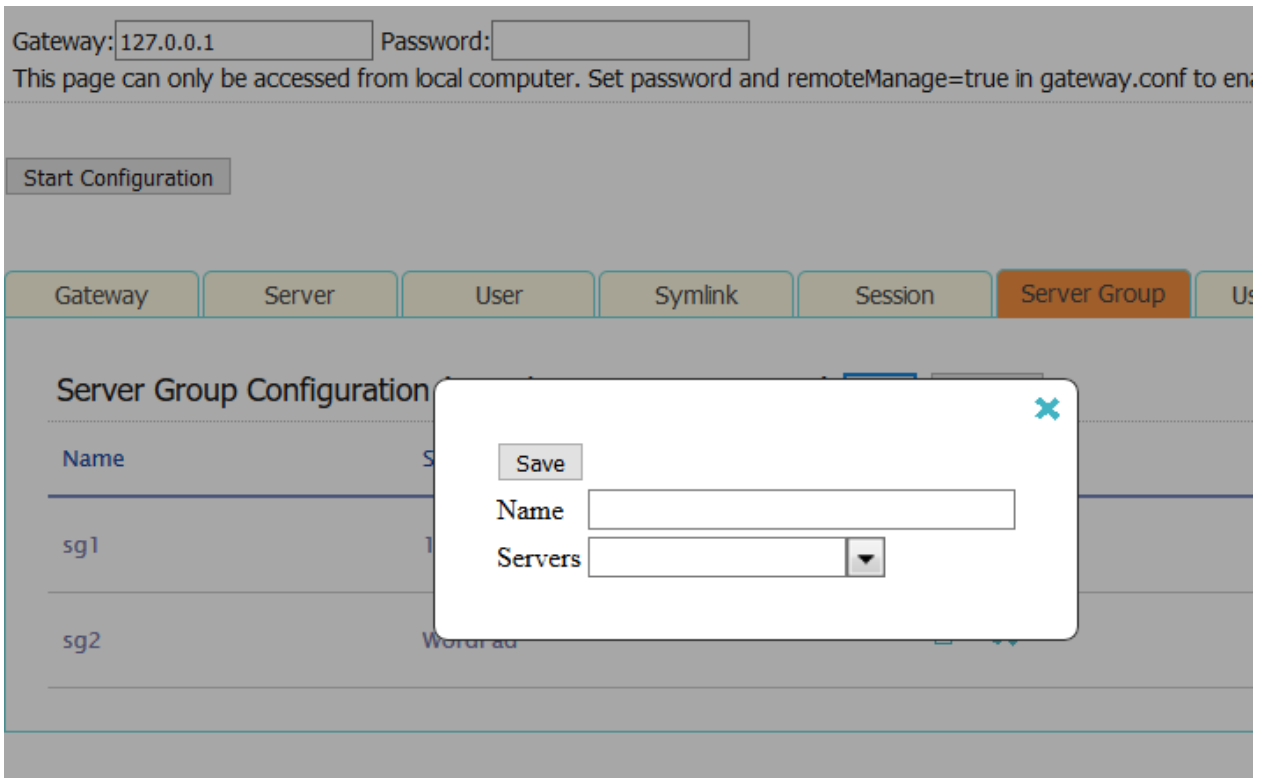 Gateway: 127.0.0.1 Password:
This page can only be accessed from local computer. Set password and remoteManage=true in gateway.conf to
Start Configuration
Gateway Server User Symlink Session Server Group
Server Group Configuration
Name
Save
Name
Servers
sg1
sg2 WordPad